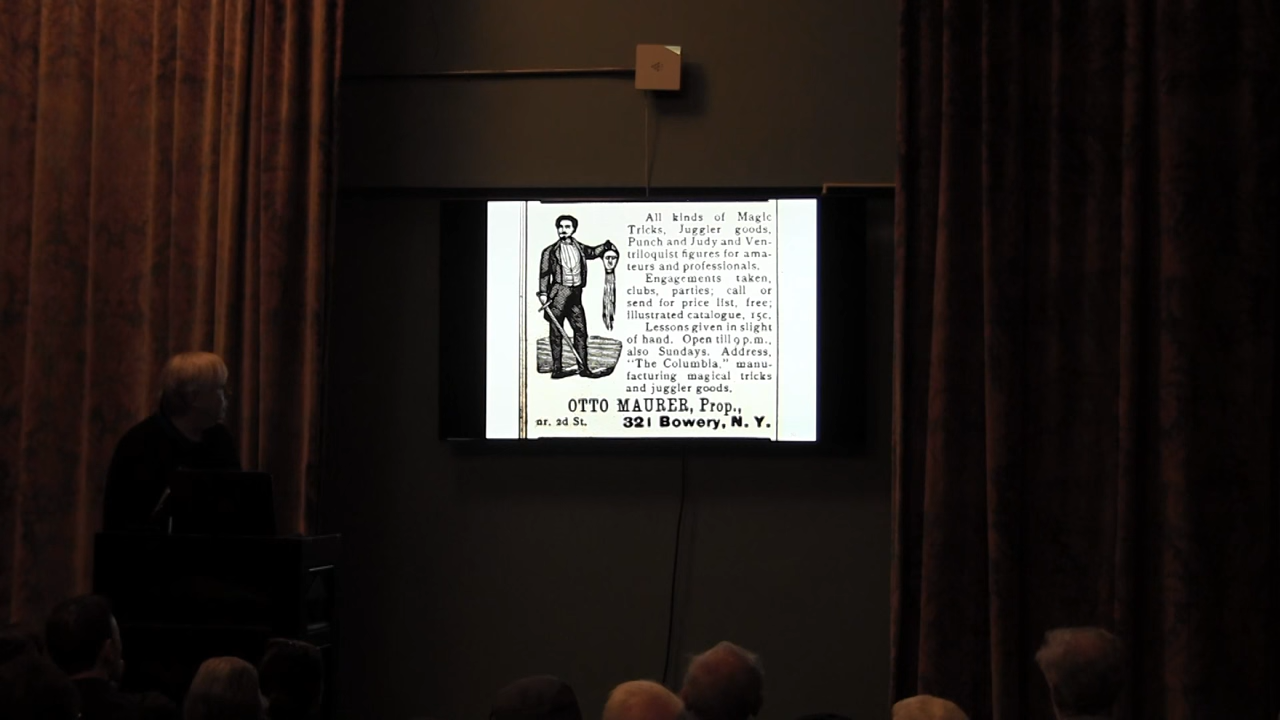 All kinds of Magic
Tricks, Juggler goods,
Punch and Judy and Ven-
triloquist figures for ama-
teurs and professionals.
Engagements taken,
clubs, parties; call or
send for price list, free;
illustrated catalogue, 15c.
Lessons given in slight
of hand. Open till 9 p.m.,
also Sundays. Address,
"The Columbia," manu-
facturing magical tricks
and juggler goods.
OTTO MAURER, Prop.,
nr. 2d St. 321 Bowery, N. Y.